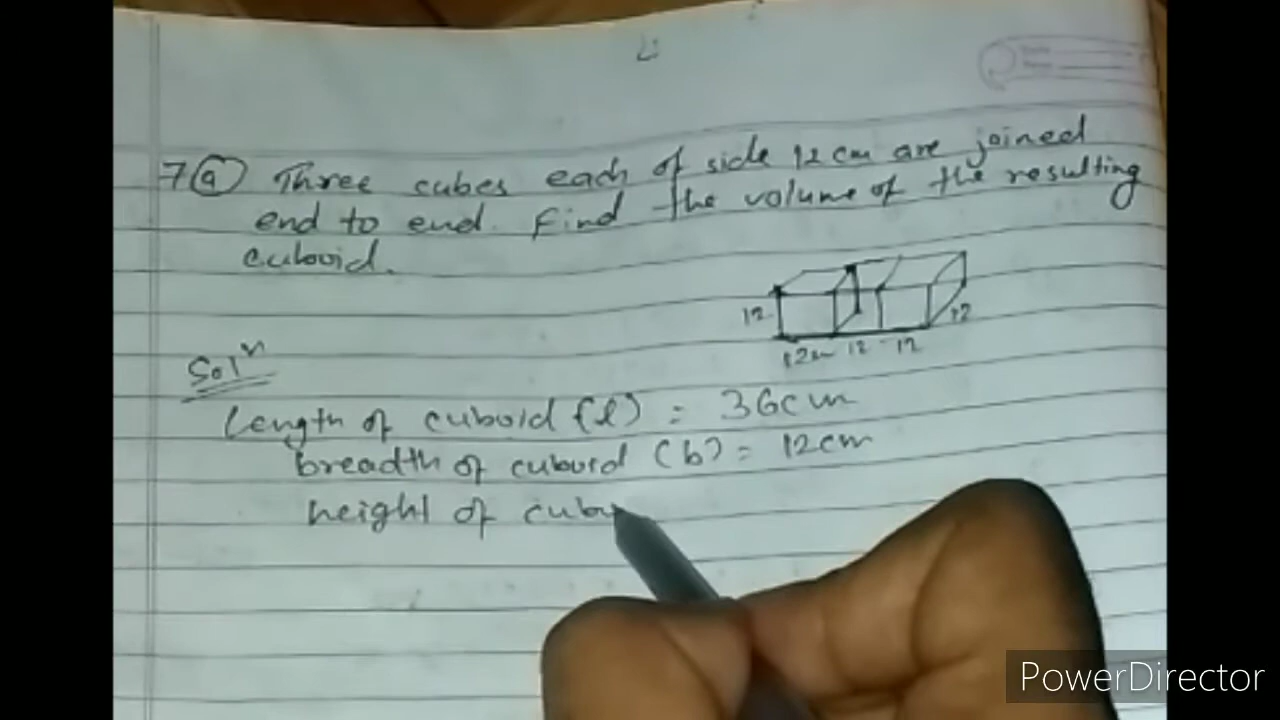 7(a) Three cubes each of side 12 cm are joined
end to end. Find the volume of the resulting
cuboid.
12
12
12cm 12 12
Solⁿ
Length of cuboid (l) = 36cm
breadth of cuboid (b) = 12cm
height of cubo
PowerDirector